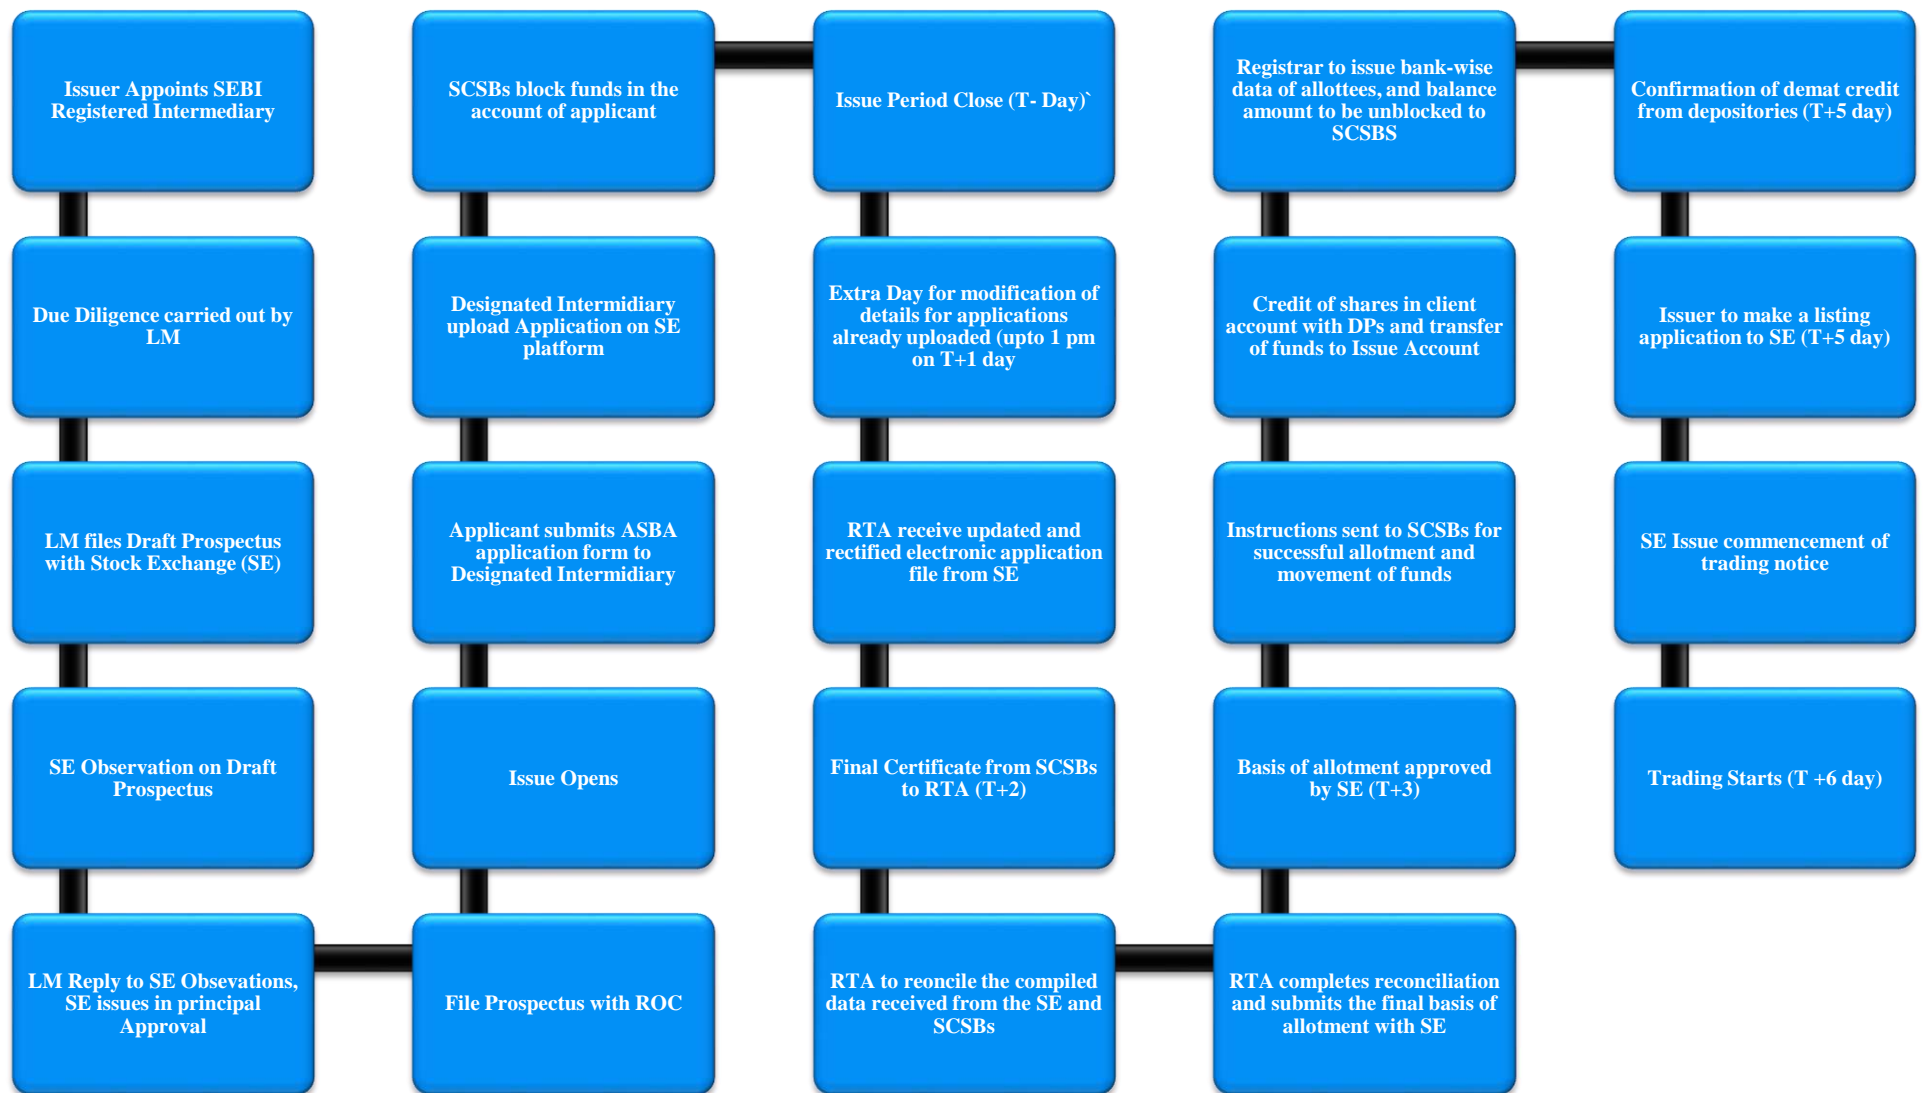 Issuer Appoints SEBI
Registered Intermediary
Due Diligence carried out by
LM
LM files Draft Prospectus
with Stock Exchange (SE)
SE Observation on Draft
Prospectus
LM Reply to SE Obsevations,
SE issues in principal
Approval
File Prospectus with ROC
Issue Opens
Applicant submits ASBA
application form to
Designated Intermidiary
Designated Intermidiary
upload Application on SE
platform
SCSBs block funds in the
account of applicant
Issue Period Close (T- Day)`
Extra Day for modification of
details for applications
already uploaded (upto 1 pm
on T+1 day
RTA receive updated and
rectified electronic application
file from SE
Final Certificate from SCSBs
to RTA (T+2)
RTA to reconcile the compiled
data received from the SE and
SCSBs
RTA completes reconciliation
and submits the final basis of
allotment with SE
Basis of allotment approved
by SE (T+3)
Instructions sent to SCSBs for
successful allotment and
movement of funds
Credit of shares in client
account with DPs and transfer
of funds to Issue Account
Registrar to issue bank-wise
data of allottees, and balance
amount to be unblocked to
SCSBS
Confirmation of demat credit
from depositories (T+5 day)
Issuer to make a listing
application to SE (T+5 day)
SE Issue commencement of
trading notice
Trading Starts (T +6 day)